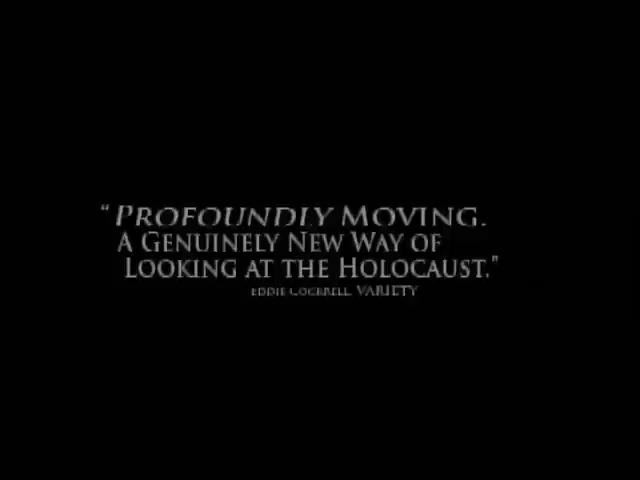 "PROFOUNDLY MOVING.
A GENUINELY NEW WAY OF
LOOKING AT THE HOLOCAUST."
EDDIE COCKRELL, VARIETY